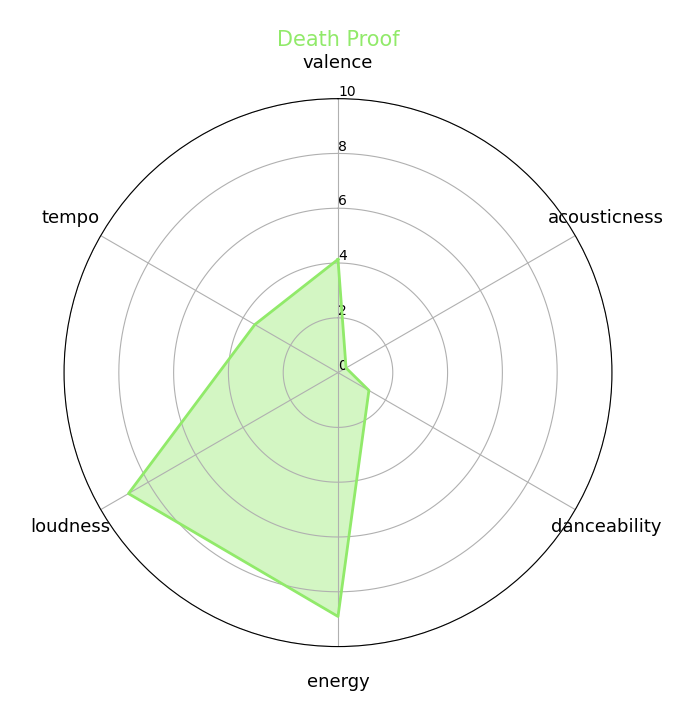 Death Proof
valence
10
8
tempo
acousticness
6
4
2
0
loudness
danceability
energy